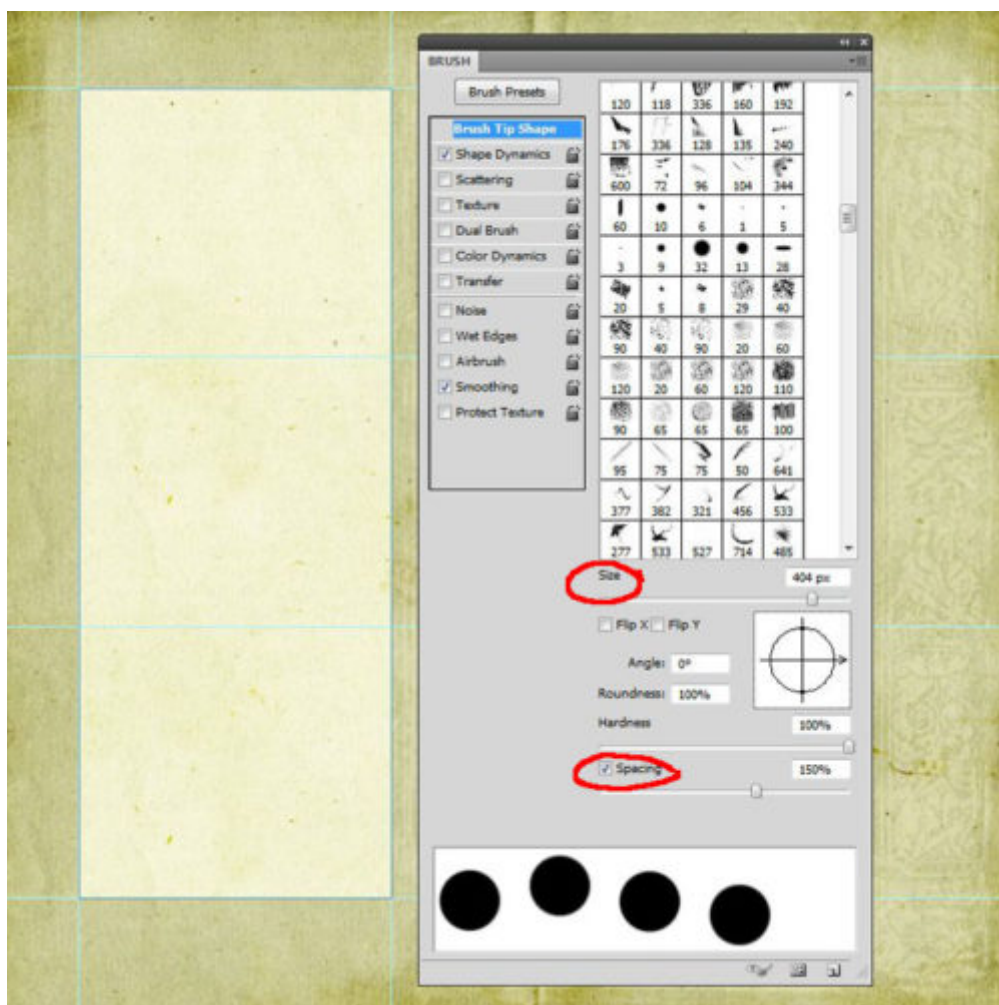 BRUSH
Brush Presets
Brush Tip Shape
Shape Dynamics
Scattering
Texture
Dual Brush
Color Dynamics
Transfer
Noise
Wet Edges
Airbrush
Smoothing
Protect Texture
120 118 336 160 192
176 336 128 135 240
600 72 96 104 344
60 10 6 1 5
3 9 32 13 28
20 5 8 29 40
90 40 90 20 60
120 20 60 120 110
90 65 65 65 100
95 75 75 50 641
377 382 321 456 533
277 533 527 714 485
Size 404 px
Flip X Flip Y
Angle: 0°
Roundness: 100%
Hardness 100%
Spacing 150%